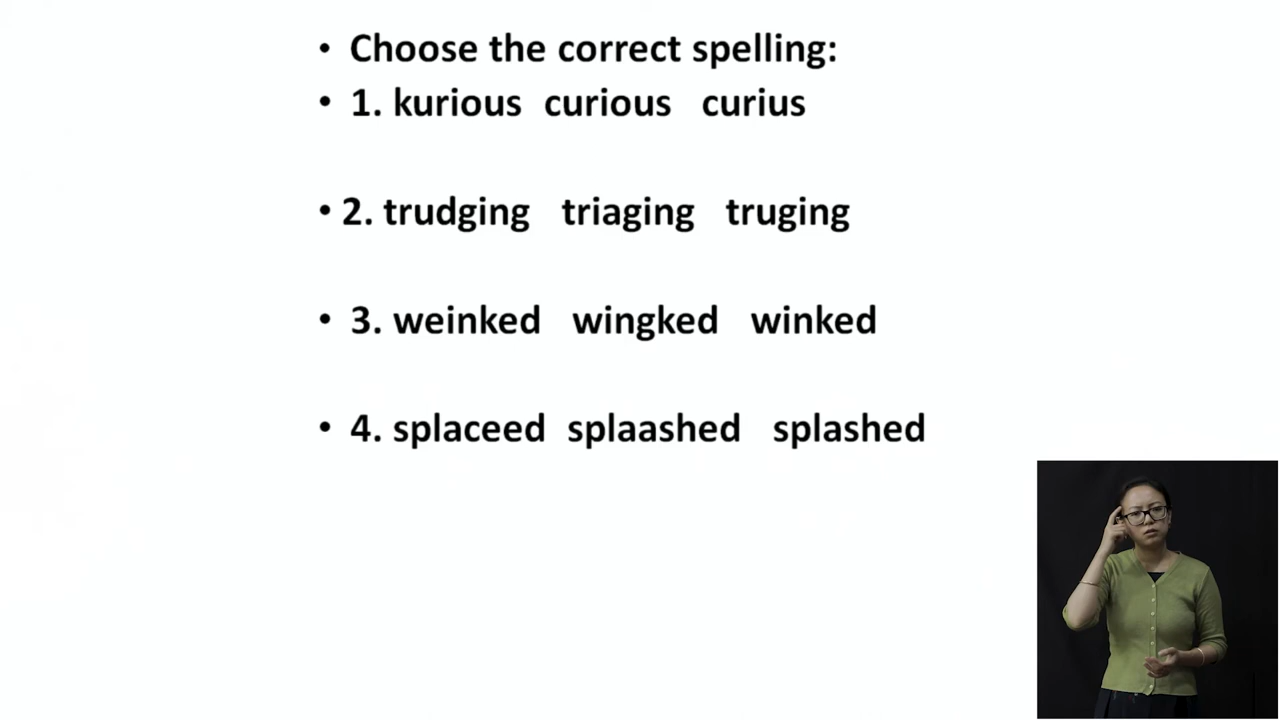 • Choose the correct spelling:
• 1. kurious curious curius
• 2. trudging triaging truging
• 3. weinked wingked winked
• 4. splaceed splaashed splashed